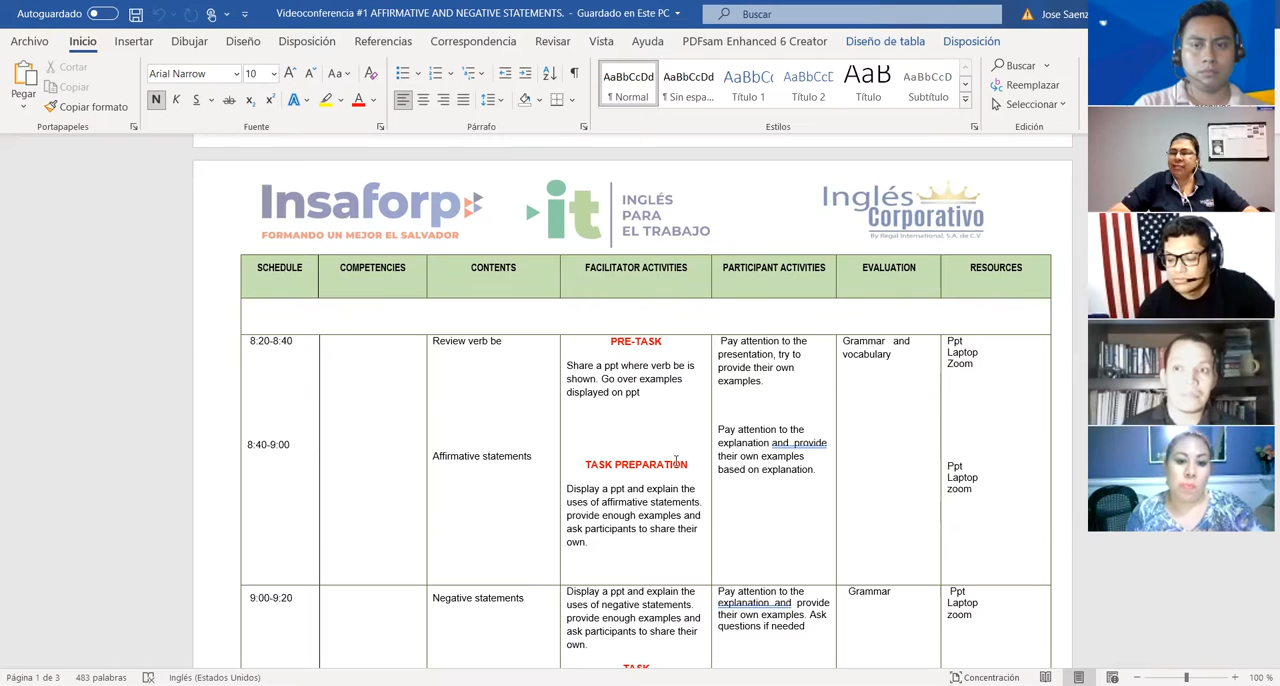 Autoguardado
Videoconferencia #1 AFFIRMATIVE AND NEGATIVE STATEMENTS. - Guardado en Este PC
Buscar
Jose Saenz
Archivo Inicio Insertar Dibujar Diseño Disposición Referencias Correspondencia Revisar Vista Ayuda PDFsam Enhanced 6 Creator Diseño de tabla Disposición
Pegar
Cortar
Copiar
Copiar formato
Portapapeles
Arial Narrow 10
N K S
Fuente
Párrafo
AaBbCcDd AaBbCcDd AaBbCc AaBbCcD AaB AaBbCcD
¶ Normal ¶ Sin espa... Título 1 Título 2 Título Subtítulo
Estilos
Buscar
Reemplazar
Seleccionar
Edición
Insaforp
FORMANDO UN MEJOR EL SALVADOR
it
INGLÉS
PARA
EL TRABAJO
Inglés
Corporativo
By Regal International, S.A. de C.V.
SCHEDULE COMPETENCIES CONTENTS FACILITATOR ACTIVITIES PARTICIPANT ACTIVITIES EVALUATION RESOURCES
8:20-8:40
Review verb be
PRE-TASK
Share a ppt where verb be is
shown. Go over examples
displayed on ppt
Pay attention to the
presentation, try to
provide their own
examples.
Grammar and
vocabulary
Ppt
Laptop
Zoom
8:40-9:00
Affirmative statements
TASK PREPARATION
Display a ppt and explain the
uses of affirmative statements.
provide enough examples and
ask participants to share their
own.
Pay attention to the
explanation and provide
their own examples
based on explanation.
Ppt
Laptop
zoom
9:00-9:20
Negative statements
Display a ppt and explain the
uses of negative statements.
provide enough examples and
ask participants to share their
own.
TASK
Pay attention to the
explanation and provide
their own examples. Ask
questions if needed
Grammar
Ppt
Laptop
zoom
Página 1 de 3 483 palabras Inglés (Estados Unidos) Concentración 100 %